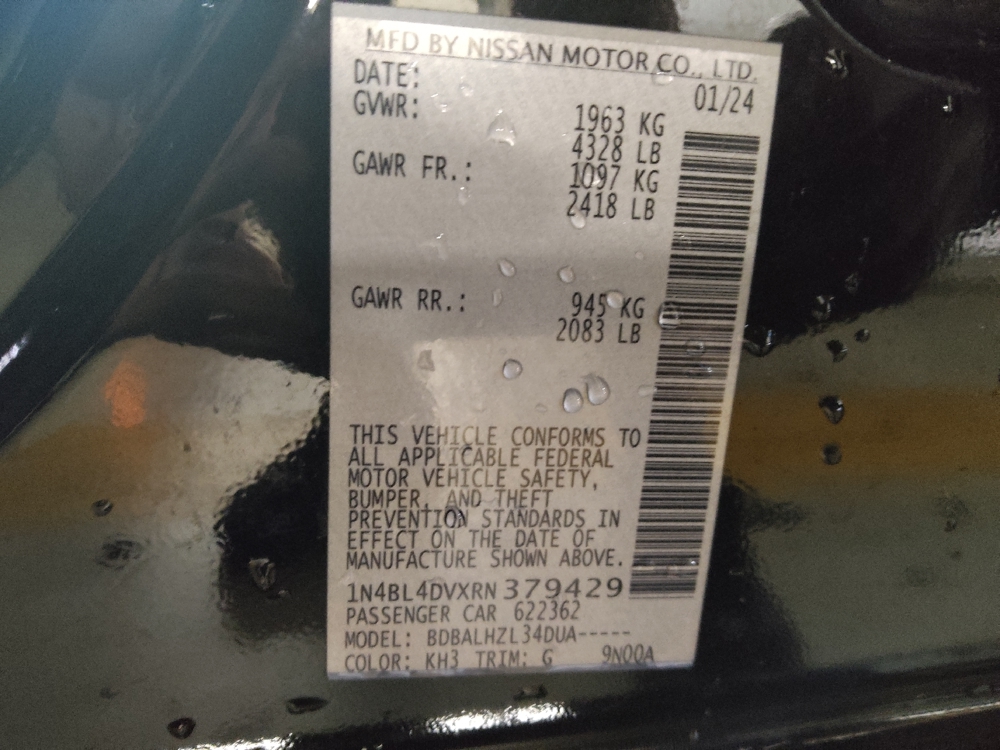 MFD BY NISSAN MOTOR CO., LTD.
DATE: 01/24
GVWR: 1963 KG
4328 LB
GAWR FR.: 1097 KG
2418 LB
GAWR RR.: 945 KG
2083 LB
THIS VEHICLE CONFORMS TO
ALL APPLICABLE FEDERAL
MOTOR VEHICLE SAFETY,
BUMPER, AND THEFT
PREVENTION STANDARDS IN
EFFECT ON THE DATE OF
MANUFACTURE SHOWN ABOVE.
1N4BL4DVXRN379429
PASSENGER CAR 622362
MODEL: BDBALHZL34DUA-----
COLOR: KH3 TRIM: G 9N00A